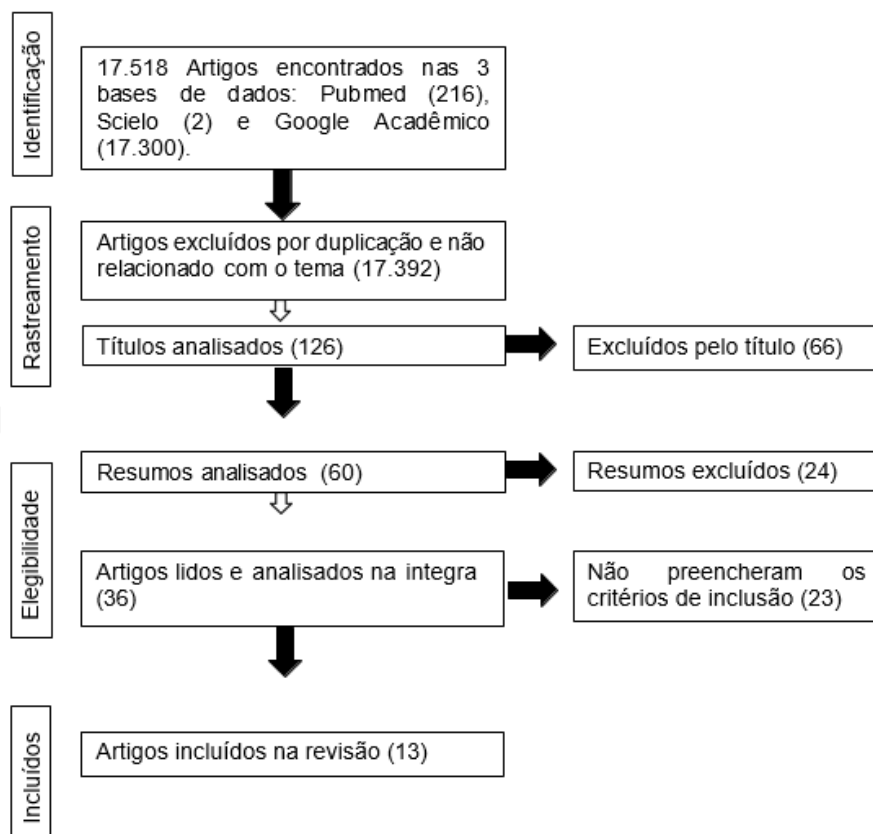 Identificação
17.518 Artigos encontrados nas 3
bases de dados: Pubmed (216),
Scielo (2) e Google Acadêmico
(17.300).
Rastreamento
Artigos excluídos por duplicação e não
relacionado com o tema (17.392)
Títulos analisados (126)
Excluídos pelo título (66)
Elegibilidade
Resumos analisados (60)
Resumos excluídos (24)
Artigos lidos e analisados na integra
(36)
Não preencheram os
critérios de inclusão (23)
Incluídos
Artigos incluídos na revisão (13)